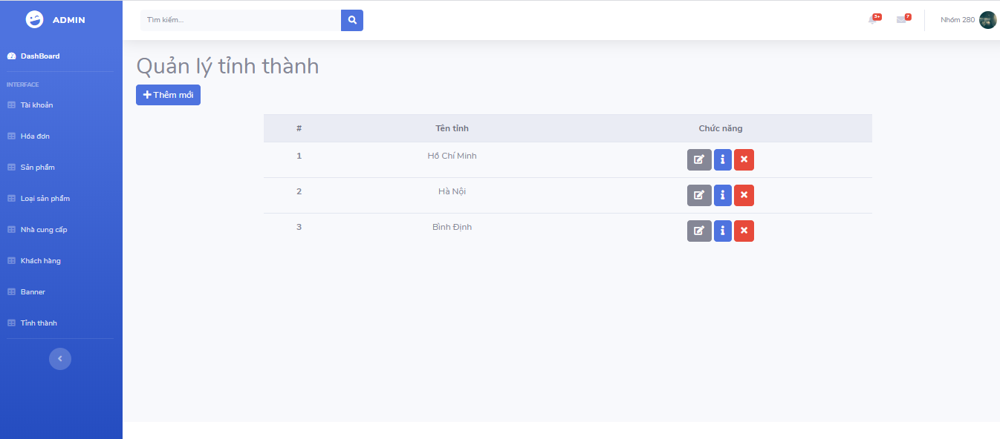 ADMIN
Tìm kiếm...
3+
7
Nhóm 280
DashBoard
INTERFACE
Tài khoản
Hóa đơn
Sản phẩm
Loại sản phẩm
Nhà cung cấp
Khách hàng
Banner
Tỉnh thành
Quản lý tỉnh thành
Thêm mới
# Tên tỉnh Chức năng
1 Hồ Chí Minh
2 Hà Nội
3 Bình Định